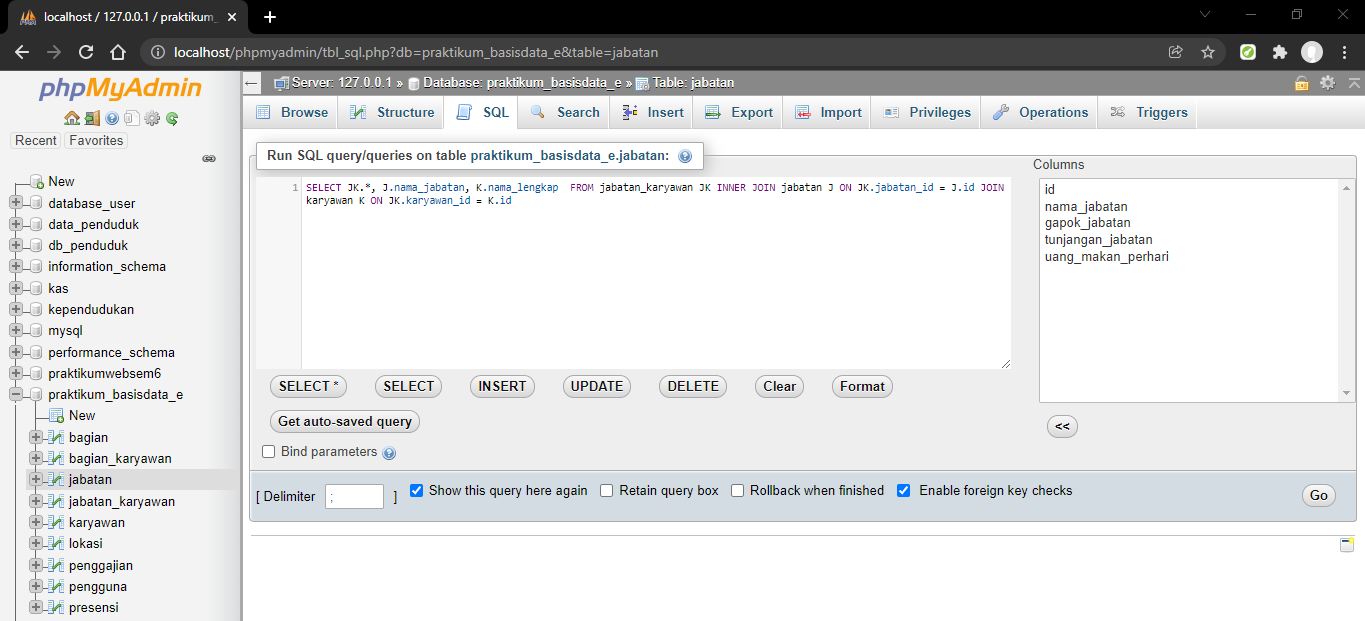 localhost / 127.0.0.1 / praktikum_
localhost/phpmyadmin/tbl_sql.php?db=praktikum_basisdata_e&table=jabatan
phpMyAdmin
Recent Favorites
New
database_user
data_penduduk
db_penduduk
information_schema
kas
kependudukan
mysql
performance_schema
praktikumwebsem6
praktikum_basisdata_e
New
bagian
bagian_karyawan
jabatan
jabatan_karyawan
karyawan
lokasi
penggajian
pengguna
presensi
Server: 127.0.0.1 » Database: praktikum_basisdata_e » Table: jabatan
Browse Structure SQL Search Insert Export Import Privileges Operations Triggers
Run SQL query/queries on table praktikum_basisdata_e.jabatan:
1 SELECT JK.*, J.nama_jabatan, K.nama_lengkap  FROM jabatan_karyawan JK INNER JOIN jabatan J ON JK.jabatan_id = J.id JOIN
karyawan K ON JK.karyawan_id = K.id
Columns
id
nama_jabatan
gapok_jabatan
tunjangan_jabatan
uang_makan_perhari
SELECT * SELECT INSERT UPDATE DELETE Clear Format
Get auto-saved query
<<
Bind parameters
[ Delimiter ; ] Show this query here again Retain query box Rollback when finished Enable foreign key checks
Go